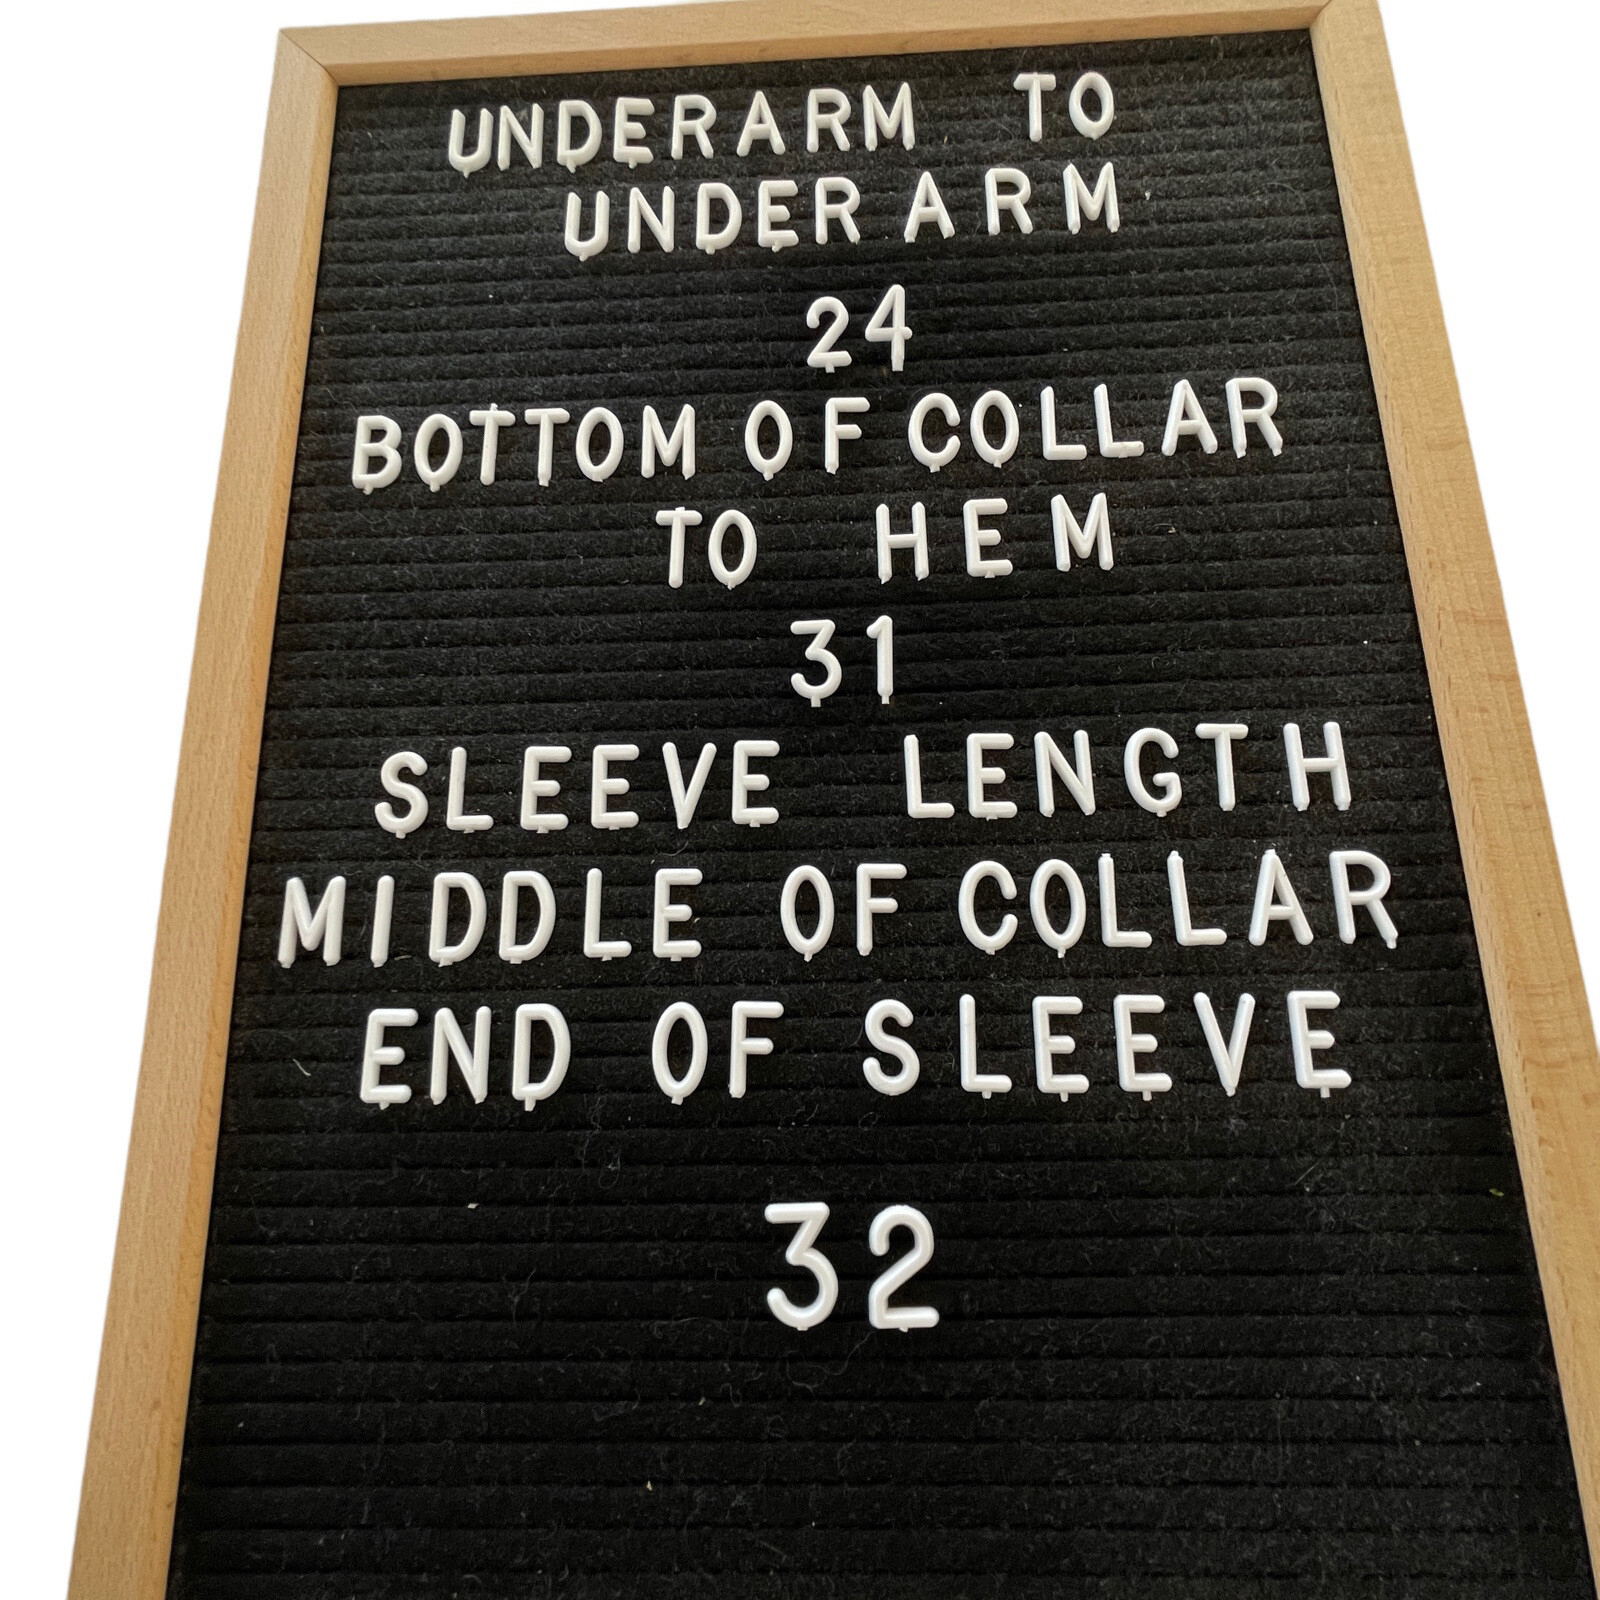 UNDERARM TO
UNDERARM
24
BOTTOM OF COLLAR
TO HEM
31
SLEEVE LENGTH
MIDDLE OF COLLAR
END OF SLEEVE
32